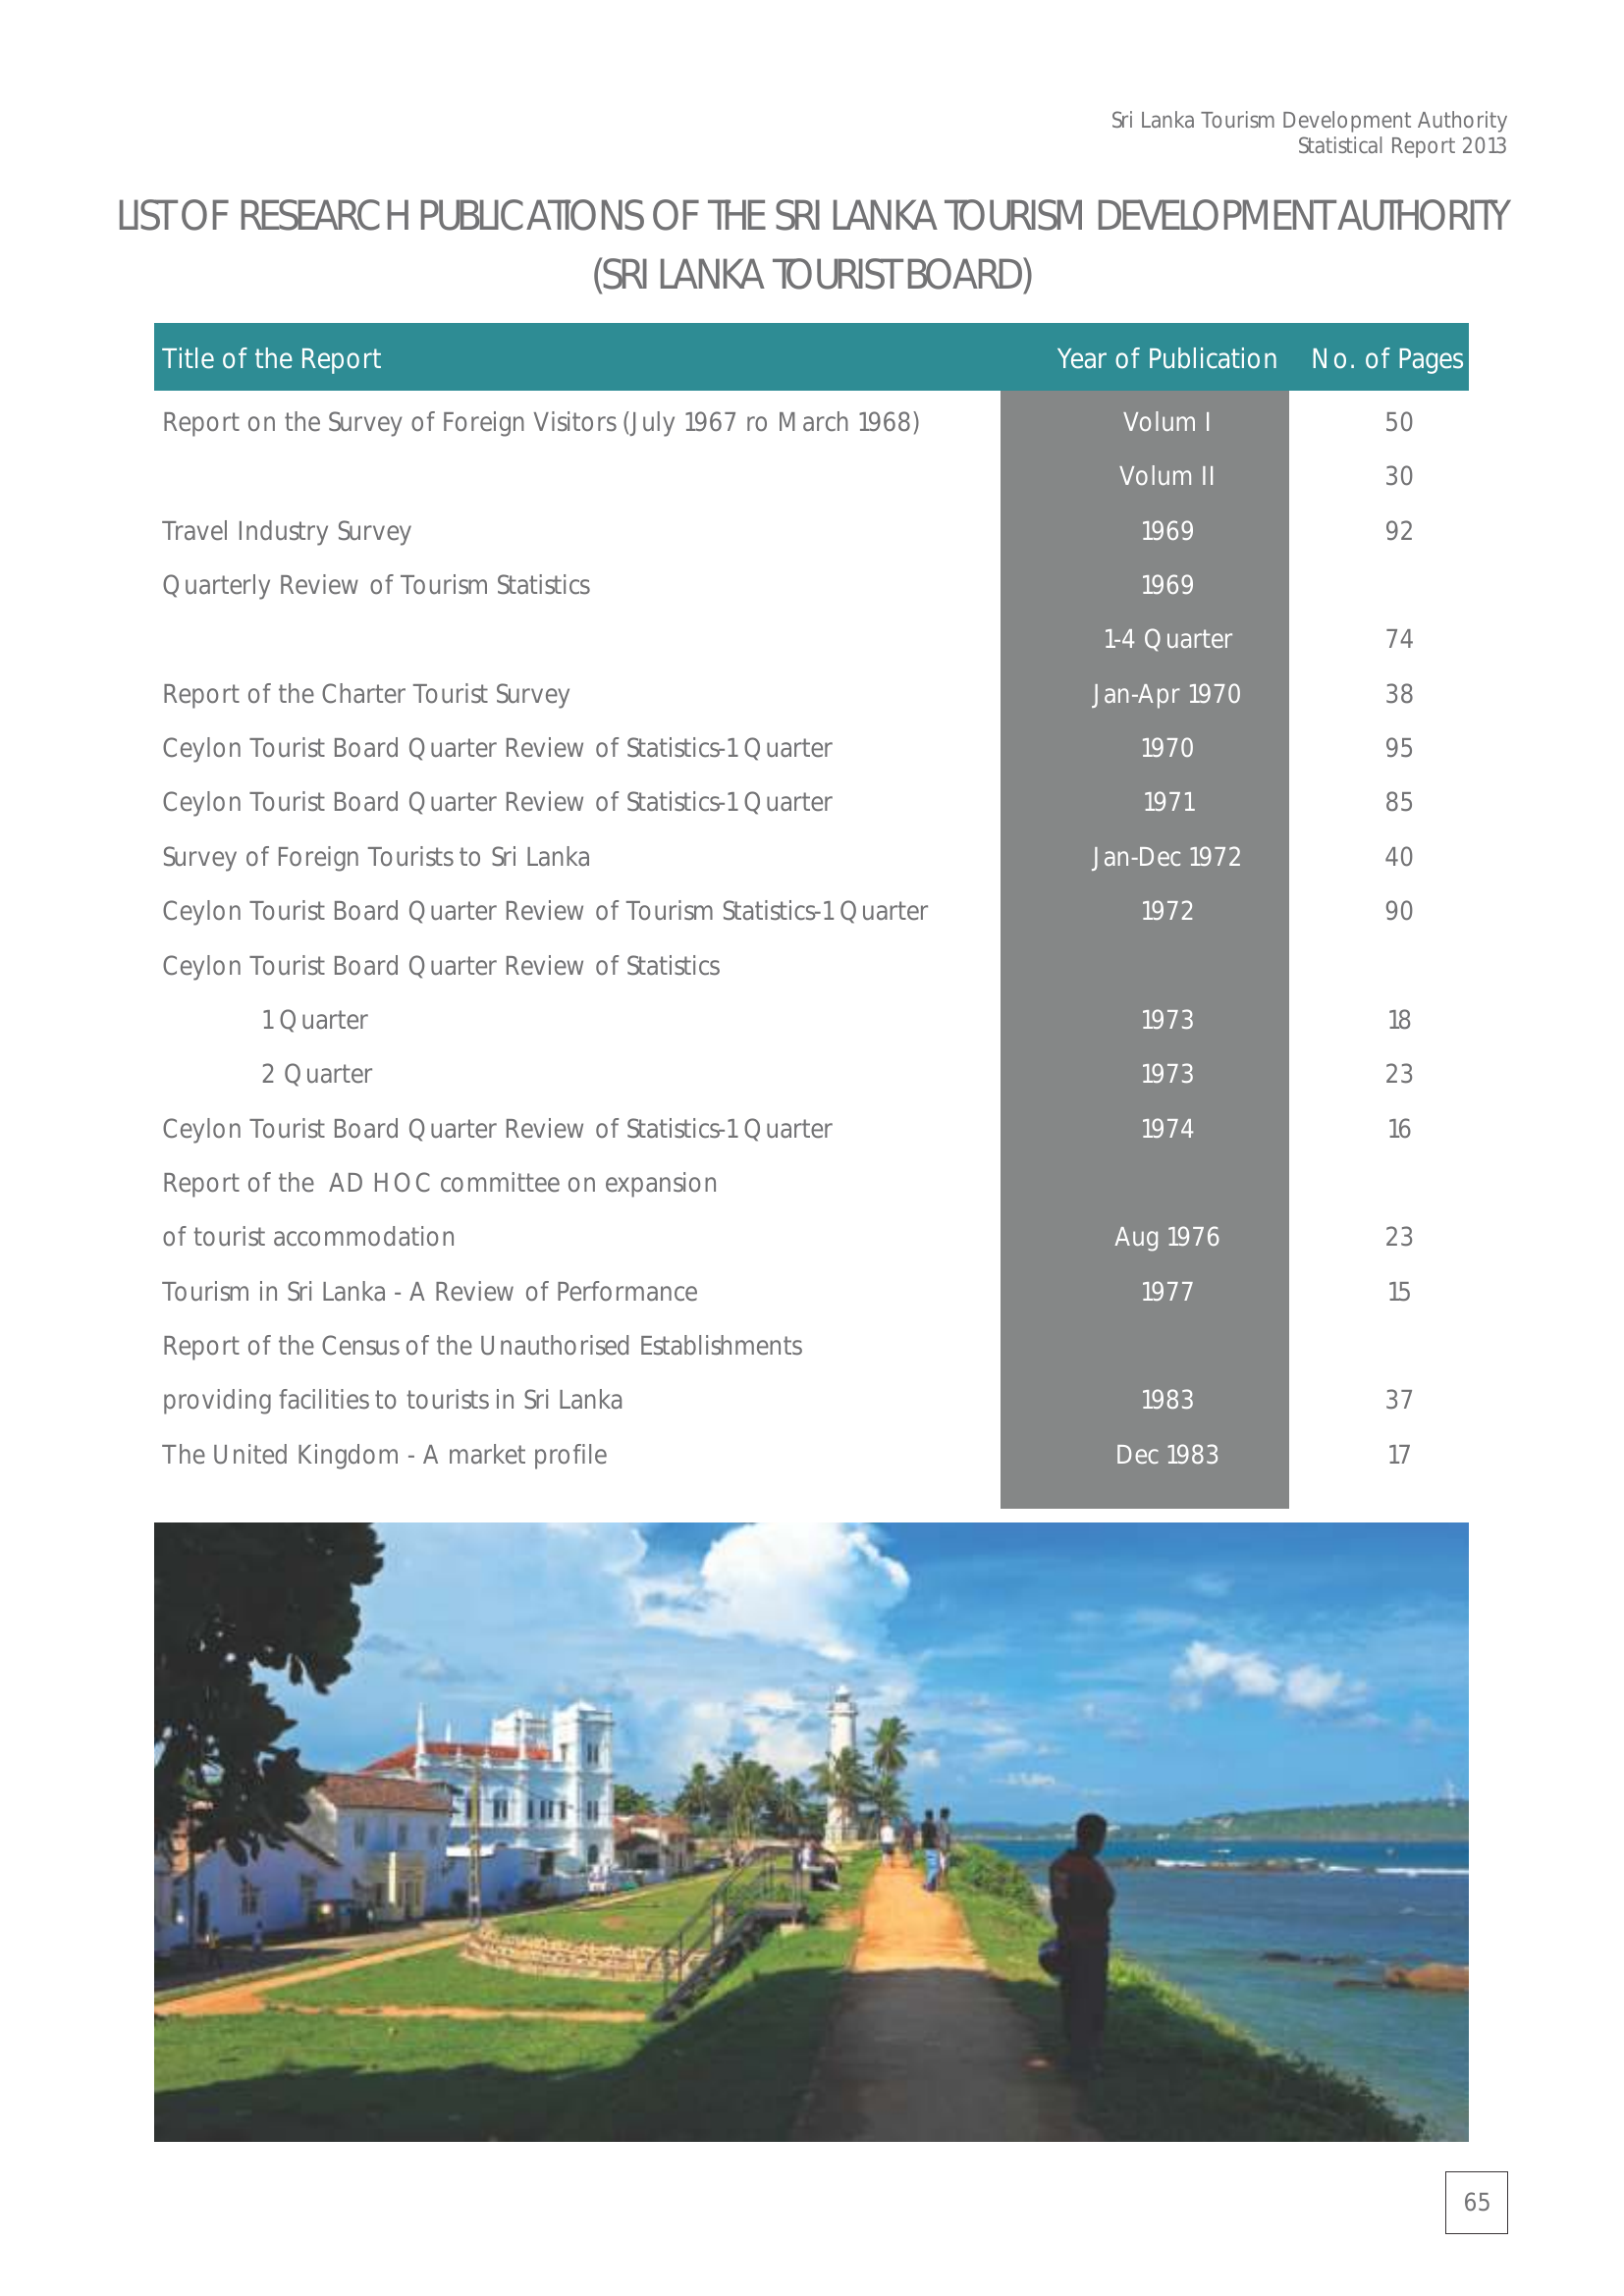 Sri Lanka Tourism Development Authority
Statistical Report 2013
LIST OF RESEARCH PUBLICATIONS OF THE SRI LANKA TOURISM DEVELOPMENT AUTHORITY
(SRI LANKA TOURIST BOARD)
Title of the Report Year of Publication No. of Pages
Report on the Survey of Foreign Visitors (July 1967 ro March 1968) Volum I 50
Volum II 30
Travel Industry Survey 1969 92
Quarterly Review of Tourism Statistics 1969
1-4 Quarter 74
Report of the Charter Tourist Survey Jan-Apr 1970 38
Ceylon Tourist Board Quarter Review of Statistics-1 Quarter 1970 95
Ceylon Tourist Board Quarter Review of Statistics-1 Quarter 1971 85
Survey of Foreign Tourists to Sri Lanka Jan-Dec 1972 40
Ceylon Tourist Board Quarter Review of Tourism Statistics-1 Quarter 1972 90
Ceylon Tourist Board Quarter Review of Statistics
1 Quarter 1973 18
2 Quarter 1973 23
Ceylon Tourist Board Quarter Review of Statistics-1 Quarter 1974 16
Report of the AD HOC committee on expansion
of tourist accommodation Aug 1976 23
Tourism in Sri Lanka - A Review of Performance 1977 15
Report of the Census of the Unauthorised Establishments
providing facilities to tourists in Sri Lanka 1983 37
The United Kingdom - A market profile Dec 1983 17
65